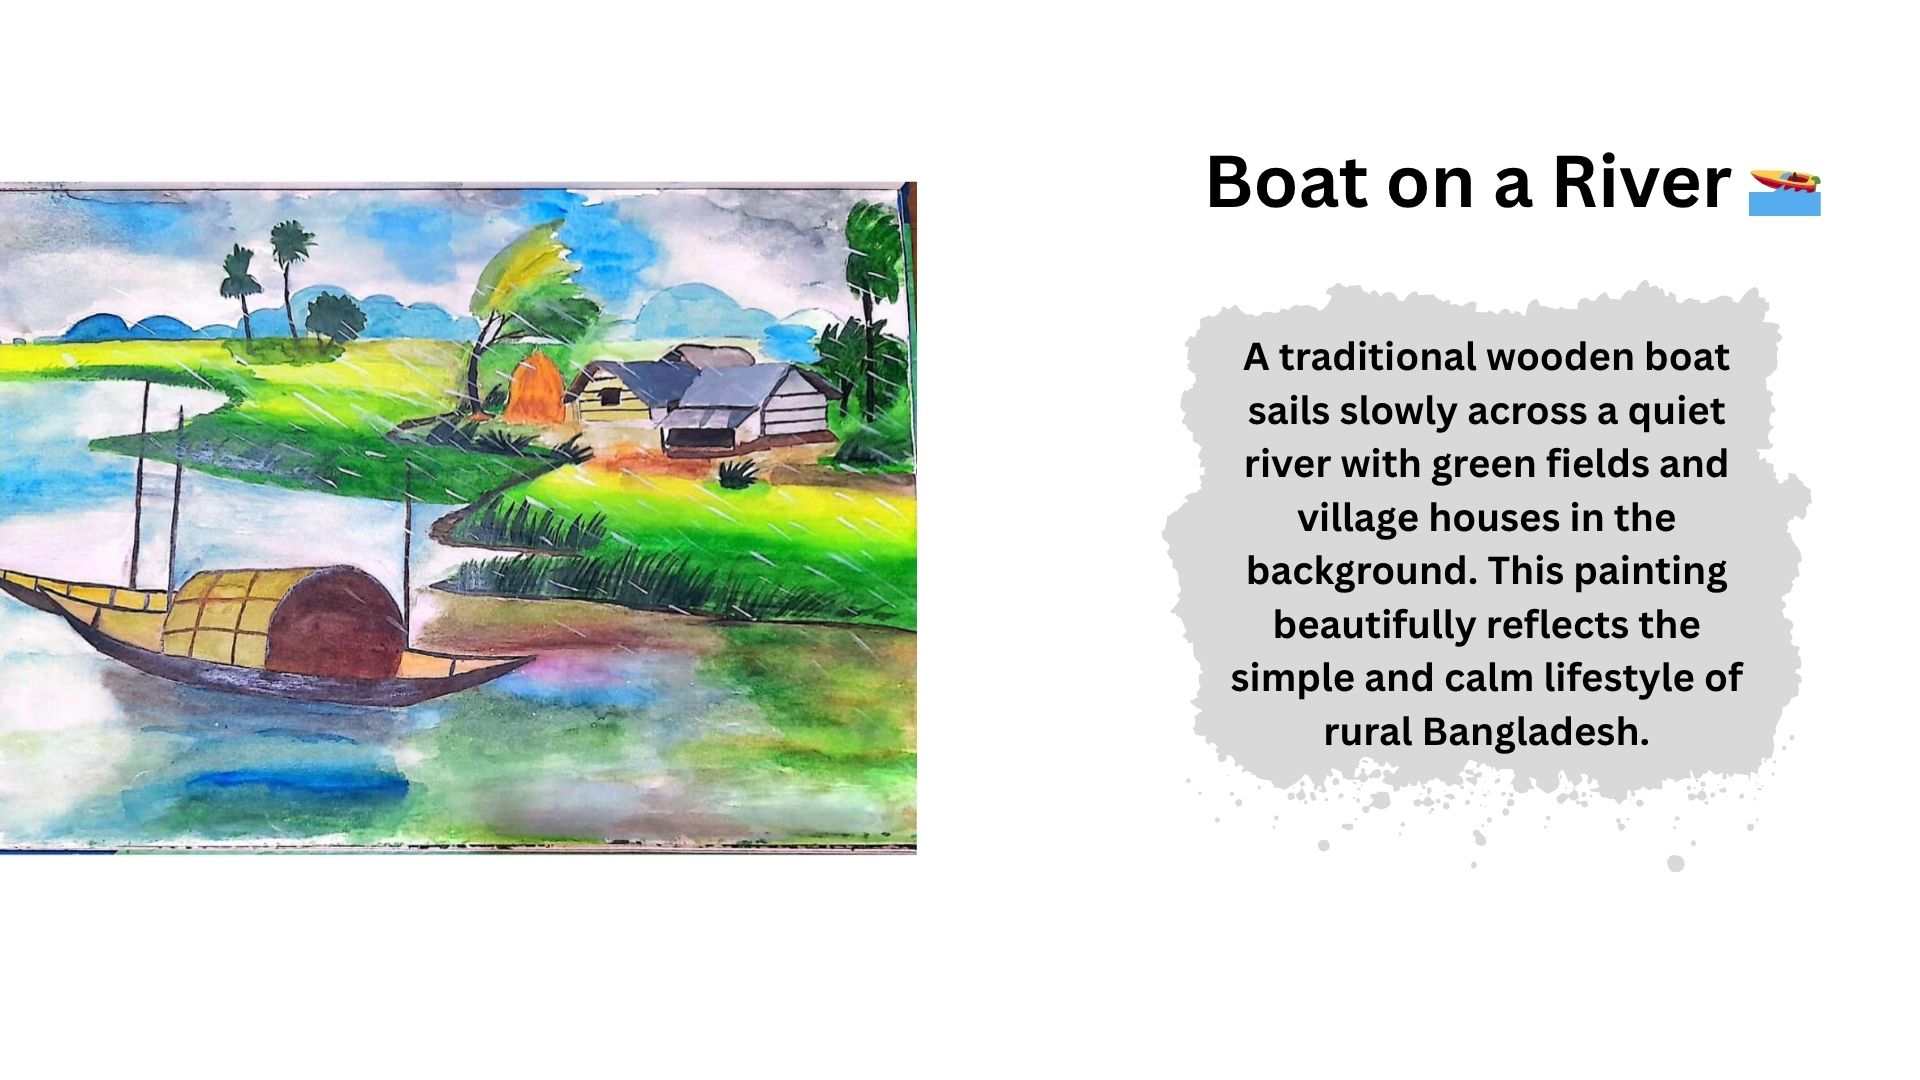 Boat on a River 🚤
A traditional wooden boat
sails slowly across a quiet
river with green fields and
village houses in the
background. This painting
beautifully reflects the
simple and calm lifestyle of
rural Bangladesh.